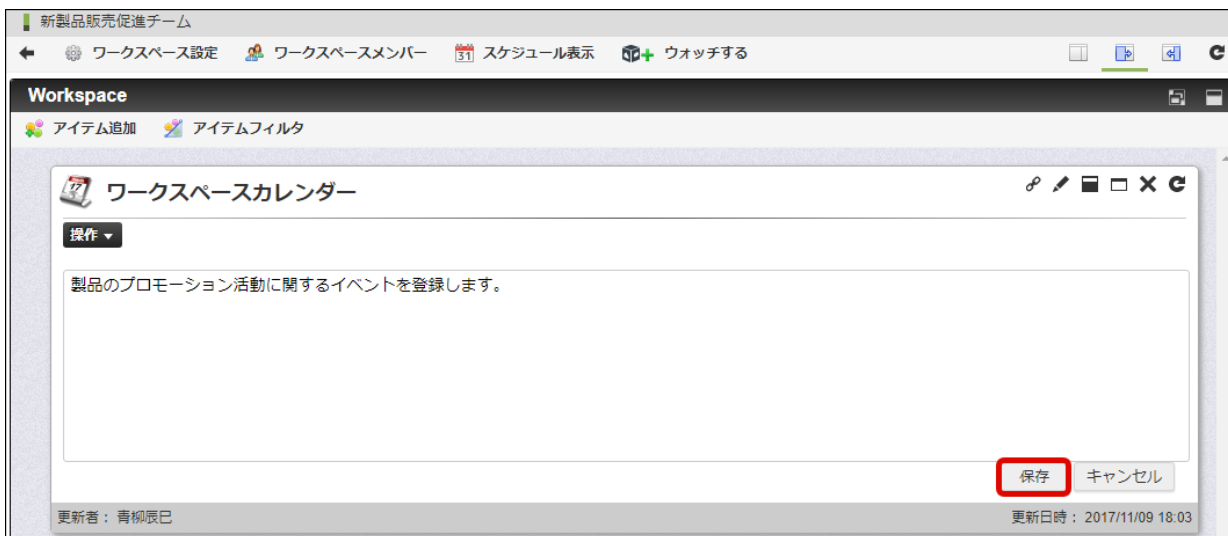 新製品販売促進チーム
ワークスペース設定 ワークスペースメンバー 31 スケジュール表示 ウォッチする
Workspace
アイテム追加 アイテムフィルタ
17 ワークスペースカレンダー
操作
製品のプロモーション活動に関するイベントを登録します。
保存 キャンセル
更新者： 青柳辰巳 更新日時： 2017/11/09 18:03